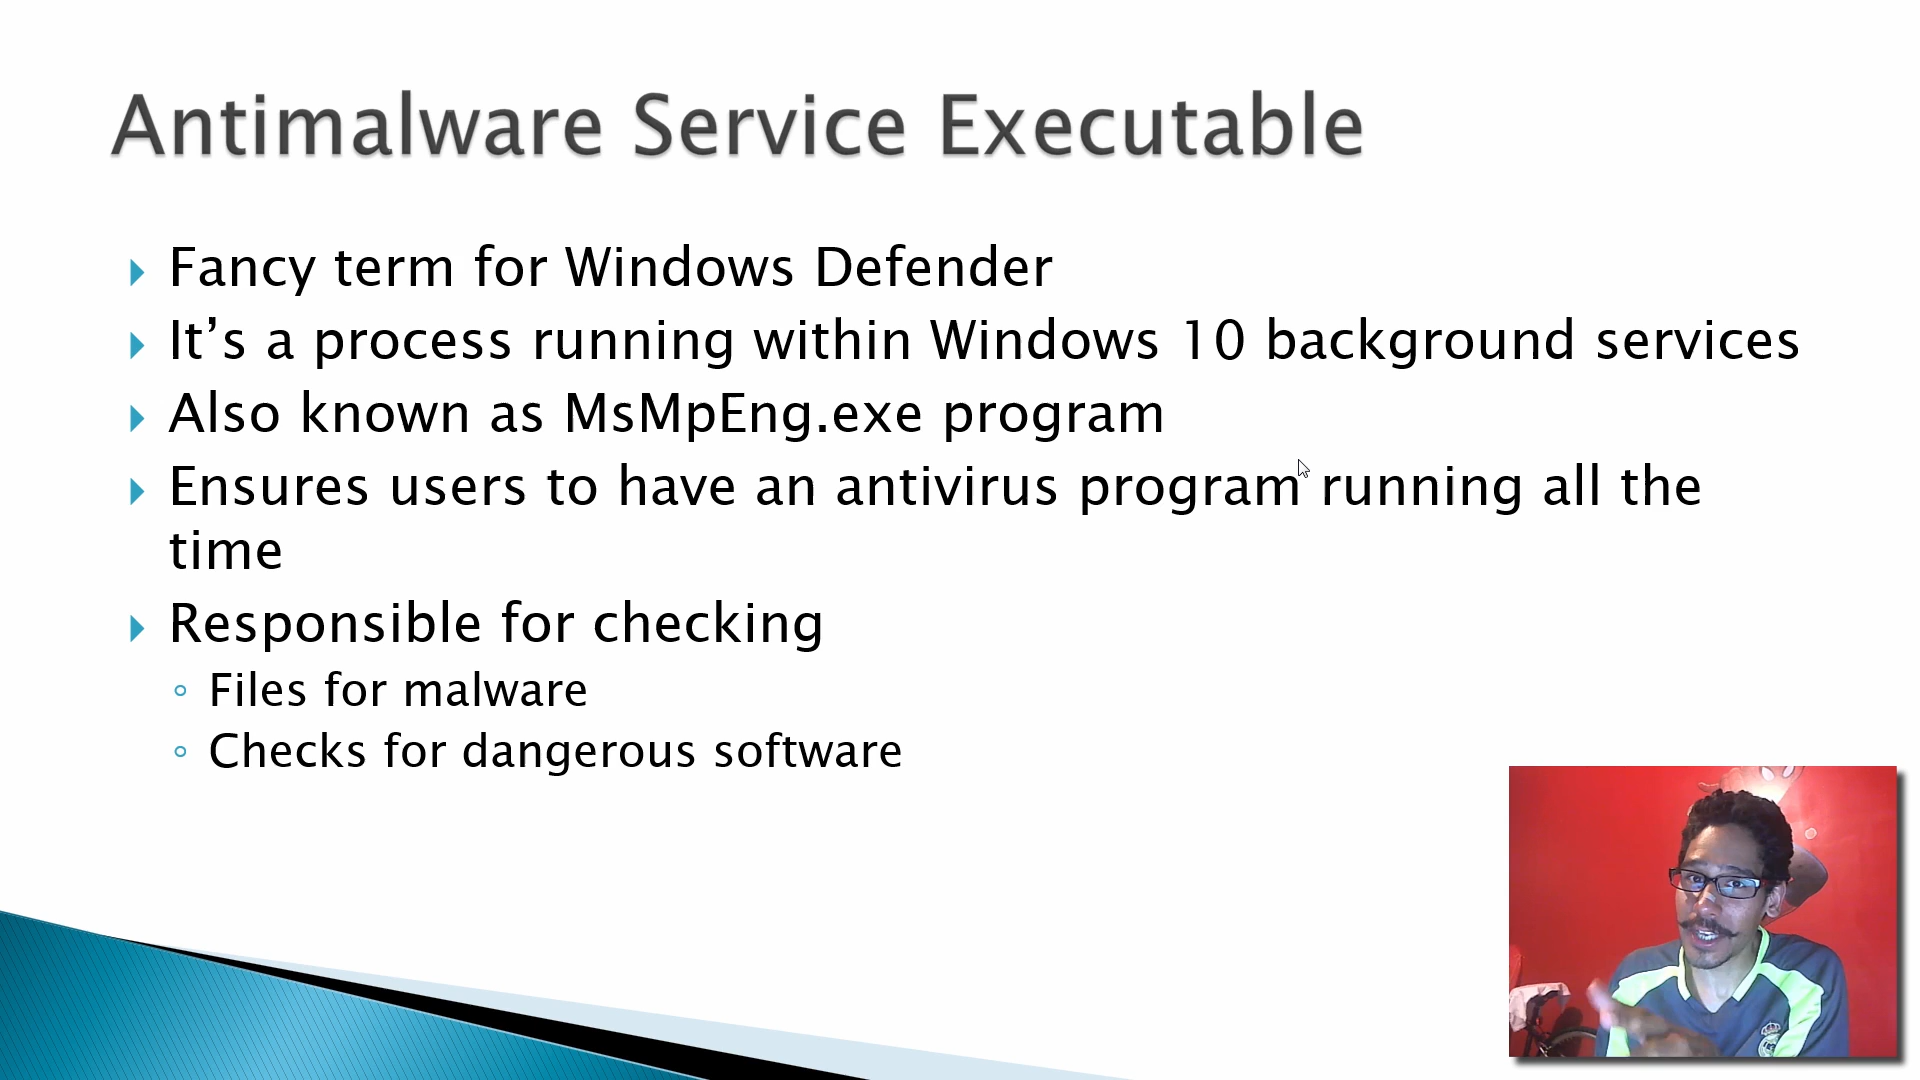 Antimalware Service Executable
Fancy term for Windows Defender
It’s a process running within Windows 10 background services
Also known as MsMpEng.exe program
Ensures users to have an antivirus program running all the
time
Responsible for checking
Files for malware
Checks for dangerous software